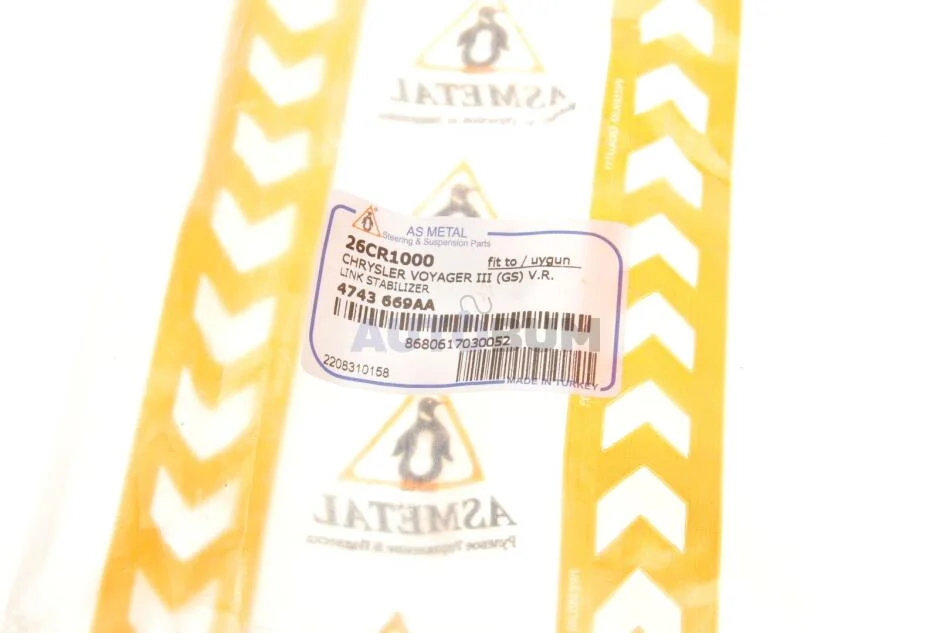 ASMETAL
AS METAL
Steering & Suspension Parts
26CR1000
fit to / uygun
CHRYSLER VOYAGER III (GS) V.R.
LINK STABILIZER
4743 669AA
AUTORUM
8680617030052
2208310158
MADE IN TURKEY
ASMETAL